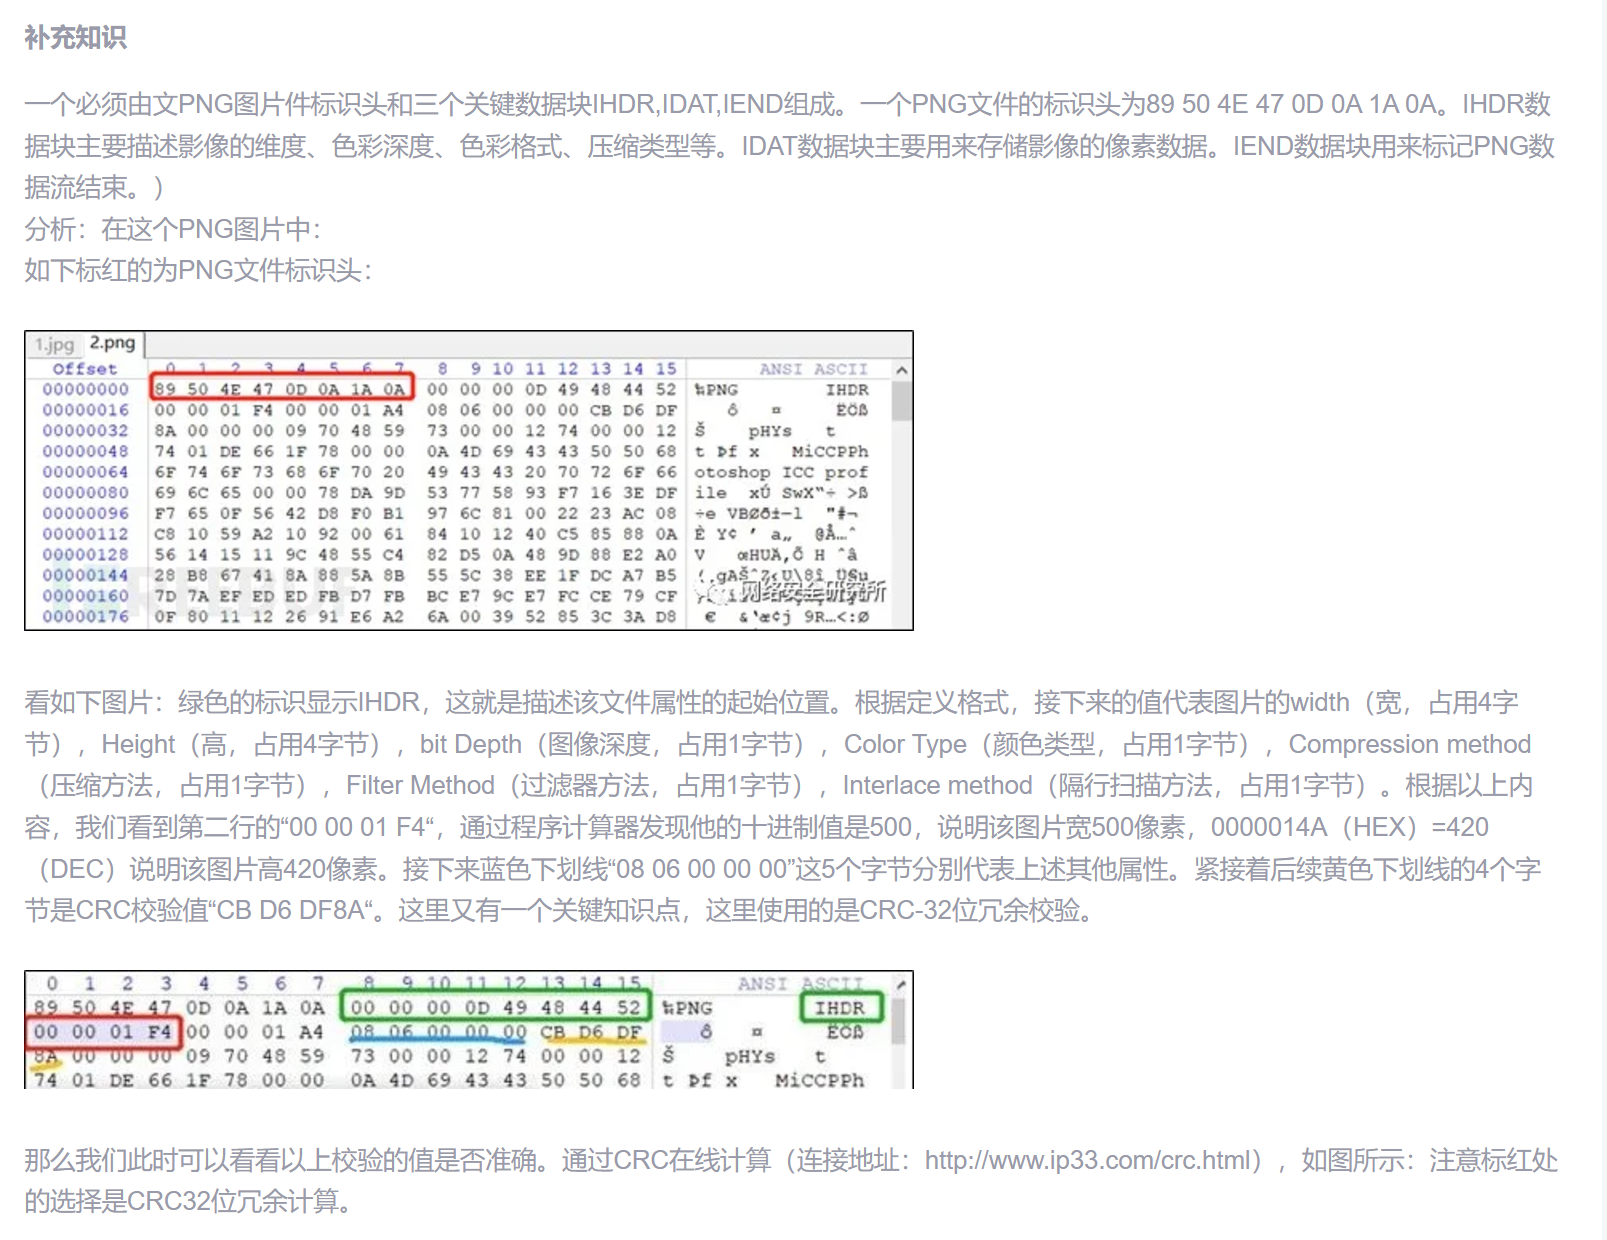 补充知识
一个必须由文PNG图片件标识头和三个关键数据块IHDR,IDAT,IEND组成。一个PNG文件的标识头为89 50 4E 47 0D 0A 1A 0A。IHDR数
据块主要描述影像的维度、色彩深度、色彩格式、压缩类型等。IDAT数据块主要用来存储影像的像素数据。IEND数据块用来标记PNG数
据流结束。）
分析：在这个PNG图片中：
如下标红的为PNG文件标识头：
1.jpg 2.png
Offset 0 1 2 3 4 5 6 7 8 9 10 11 12 13 14 15 ANSI ASCII
00000000 89 50 4E 47 0D 0A 1A 0A 00 00 00 0D 49 48 44 52 ‰PNG IHDR
00000016 00 00 01 F4 00 00 01 A4 08 06 00 00 00 CB D6 DF ô ¤ ËÖß
00000032 8A 00 00 00 09 70 48 59 73 00 00 12 74 00 00 12 Š pHYs t
00000048 74 01 DE 66 1F 78 00 00 0A 4D 69 43 43 50 50 68 t Þf x MiCCPPh
00000064 6F 74 6F 73 68 6F 70 20 49 43 43 20 70 72 6F 66 otoshop ICC prof
00000080 69 6C 65 00 00 78 DA 9D 53 77 58 93 F7 16 3E DF ile xÚ SwX“÷ >ß
00000096 F7 65 0F 56 42 D8 F0 B1 97 6C 81 00 22 23 AC 08 ÷e VBØð±—l "#¬
00000112 C8 10 59 A2 10 92 00 61 84 10 12 40 C5 85 88 0A È Y¢ ’ a„ @Å…ˆ
00000128 56 14 15 11 9C 48 55 C4 82 D5 0A 48 9D 88 E2 A0 V œHUÄ‚Õ H ˆâ
00000144 28 B8 67 41 8A 88 5A 8B 55 5C 38 EE 1F DC A7 B5
00000160 7D 7A EF ED ED FB D7 FB BC E7 9C E7 FC CE 79 CF 网络安全研究所
00000176 0F 80 11 12 26 91 E6 A2 6A 00 39 52 85 3C 3A D8 € &‘æ¢j 9R…<:Ø
看如下图片：绿色的标识显示IHDR，这就是描述该文件属性的起始位置。根据定义格式，接下来的值代表图片的width（宽，占用4字
节），Height（高，占用4字节），bit Depth（图像深度，占用1字节），Color Type（颜色类型，占用1字节），Compression method
（压缩方法，占用1字节），Filter Method（过滤器方法，占用1字节），Interlace method（隔行扫描方法，占用1字节）。根据以上内
容，我们看到第二行的“00 00 01 F4“，通过程序计算器发现他的十进制值是500，说明该图片宽500像素，0000014A（HEX）=420
（DEC）说明该图片高420像素。接下来蓝色下划线“08 06 00 00 00”这5个字节分别代表上述其他属性。紧接着后续黄色下划线的4个字
节是CRC校验值“CB D6 DF8A“。这里又有一个关键知识点，这里使用的是CRC-32位冗余校验。
0 1 2 3 4 5 6 7 8 9 10 11 12 13 14 15 ANSI ASCII
89 50 4E 47 0D 0A 1A 0A 00 00 00 0D 49 48 44 52 ‰PNG IHDR
00 00 01 F4 00 00 01 A4 08 06 00 00 00 CB D6 DF ô ¤ ËÖß
8A 00 00 00 09 70 48 59 73 00 00 12 74 00 00 12 Š pHYs t
74 01 DE 66 1F 78 00 00 0A 4D 69 43 43 50 50 68 t Þf x MiCCPPh
那么我们此时可以看看以上校验的值是否准确。通过CRC在线计算（连接地址：http://www.ip33.com/crc.html），如图所示：注意标红处
的选择是CRC32位冗余计算。